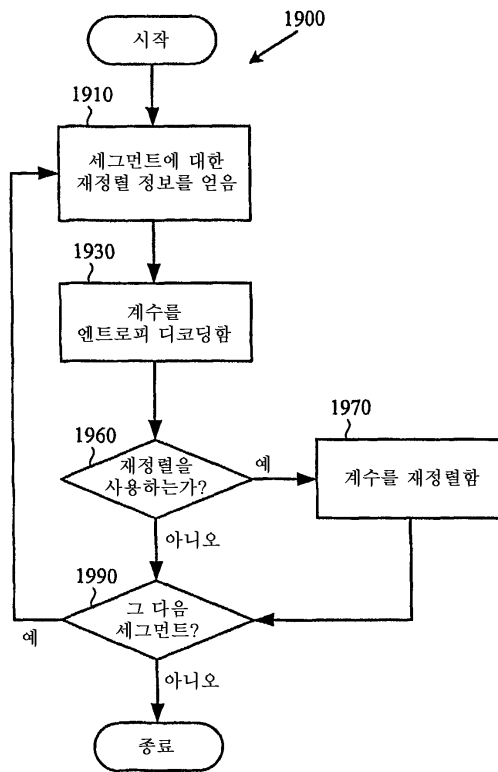 시작
1900
1910
세그먼트에 대한
재정렬 정보를 얻음
1930
계수를
엔트로피 디코딩함
1960
재정렬을
사용하는가?
예
1970
계수를 재정렬함
아니오
1990
그 다음
세그먼트?
예
아니오
종료